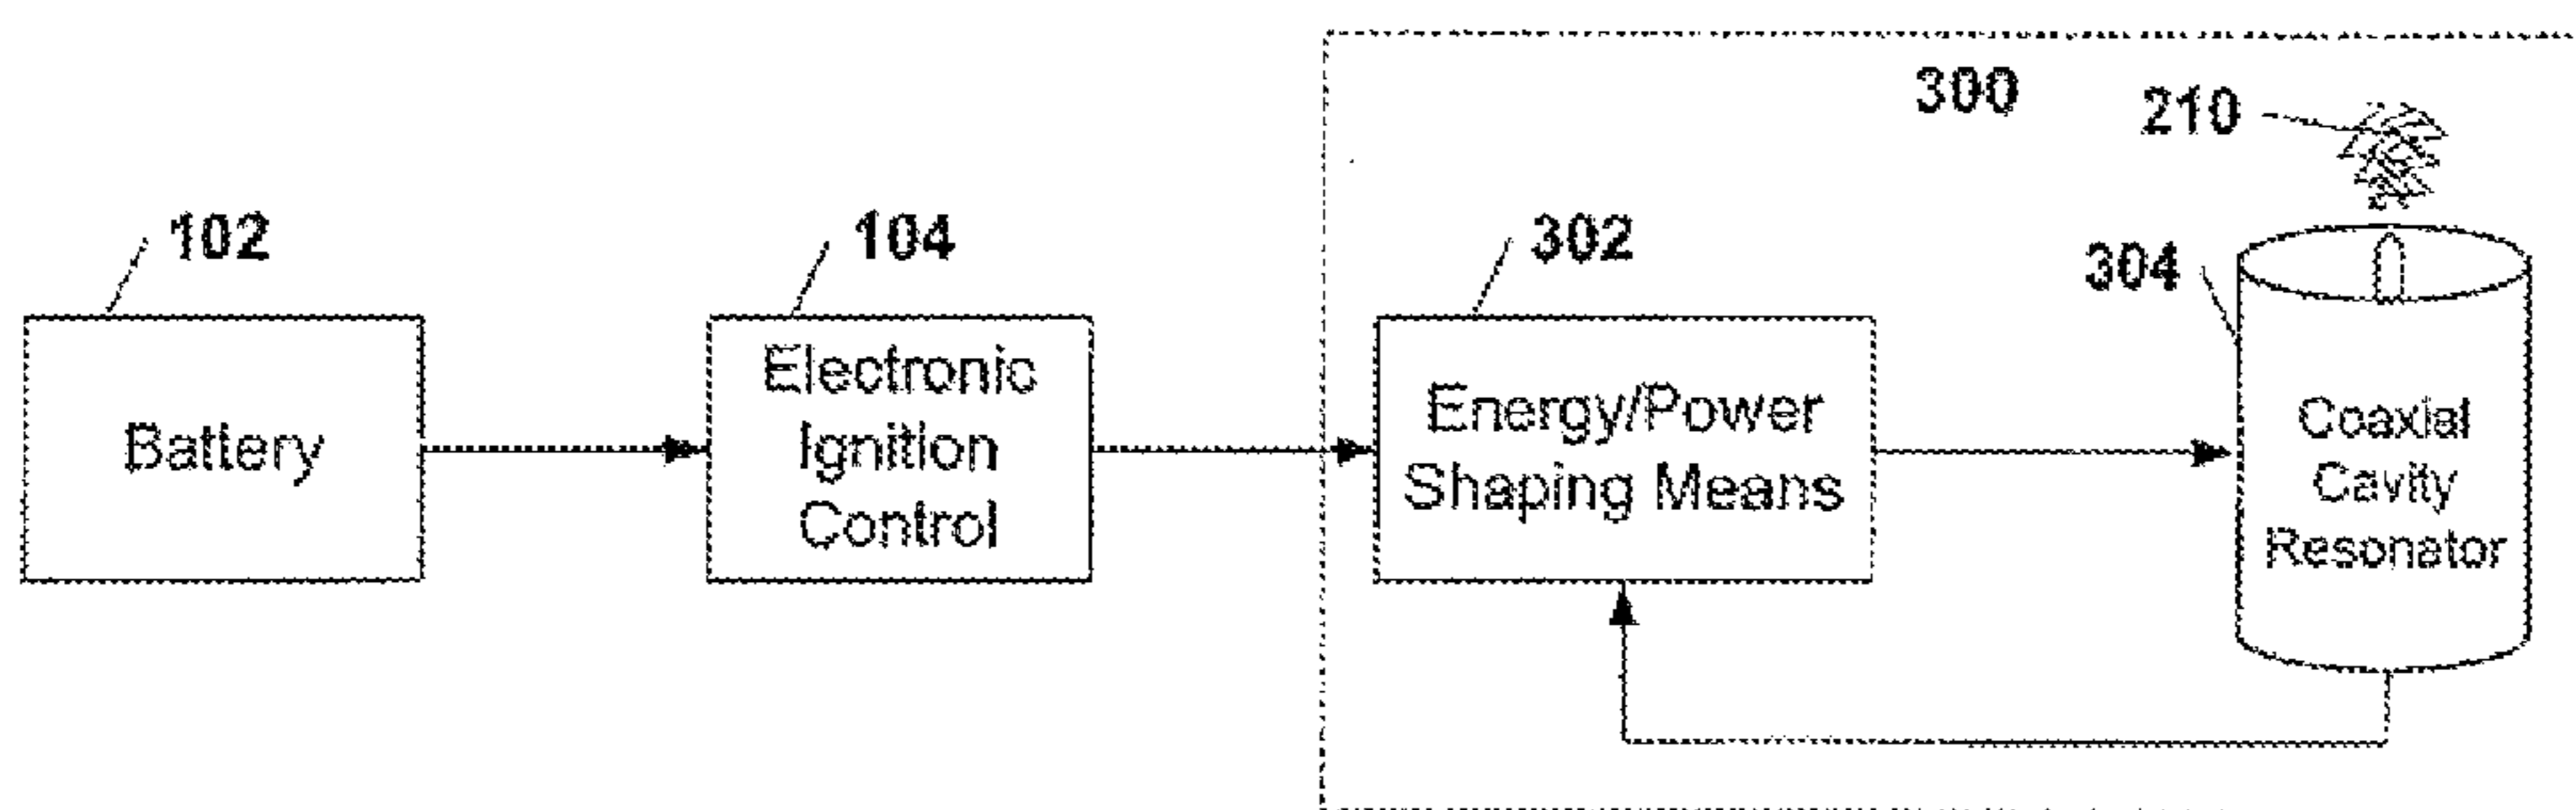 300
210
102
104
302
304
Battery
Electronic
Ignition
Control
Energy/Power
Shaping Means
Coaxial
Cavity
Resonator